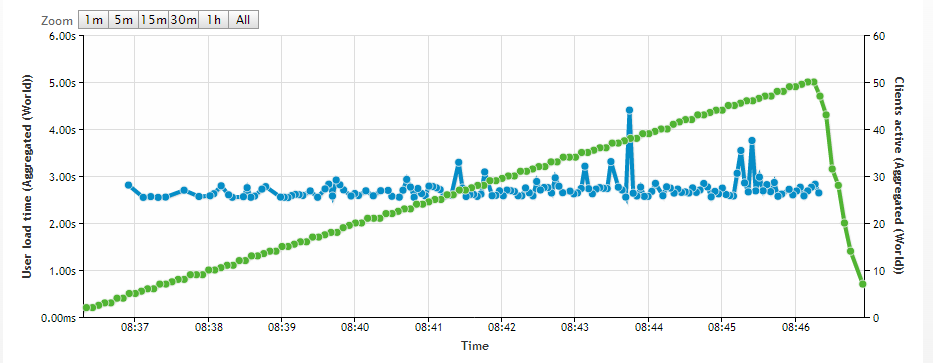 Zoom 1m 5m 15m 30m 1h All
6.00s 60
5.00s 50
4.00s 40
3.00s 30
2.00s 20
1.00s 10
0.00ms 0
User load time (Aggregated (World))
Clients active (Aggregated (World))
08:37 08:38 08:39 08:40 08:41 08:42 08:43 08:44 08:45 08:46
Time